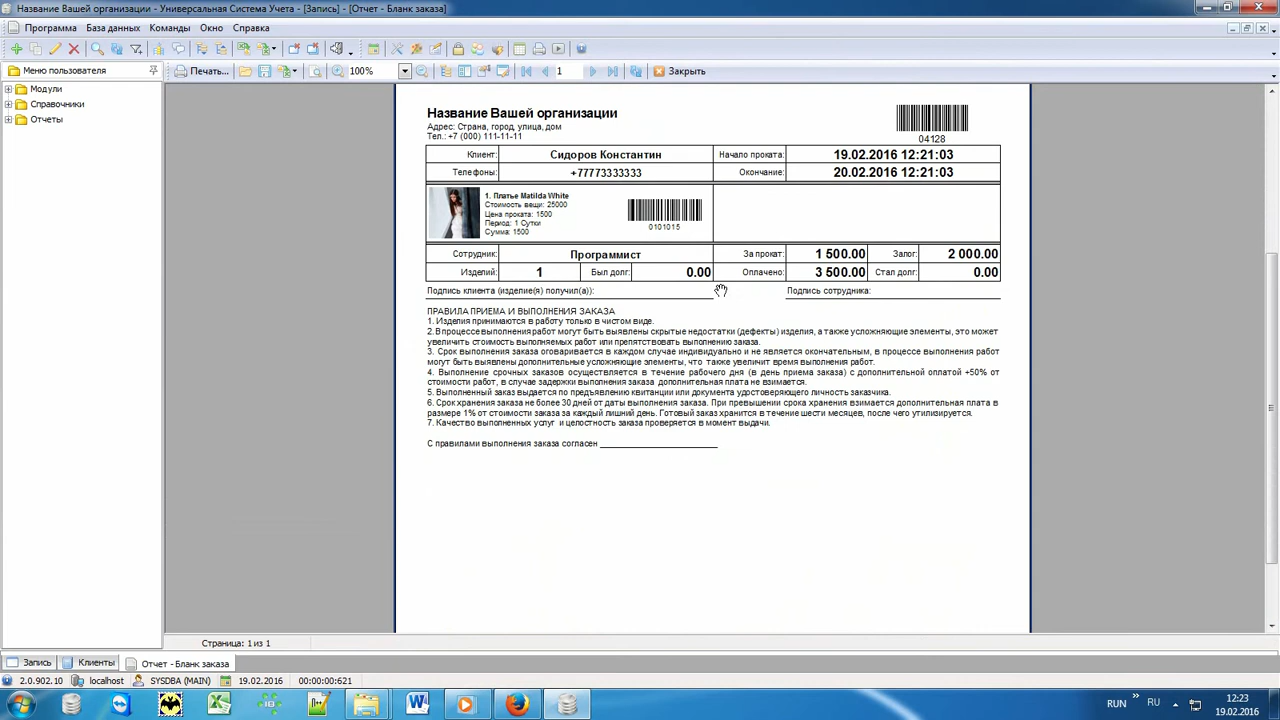 Название Вашей организации - Универсальная Система Учета - [Запись] - [Отчет - Бланк заказа]
Программа База данных Команды Окно Справка
Меню пользователя
Печать... 100% 1 Закрыть
Модули
Справочники
Отчеты
Название Вашей организации
Адрес: Страна, город, улица, дом
Тел.: +7 (000) 111-11-11
04128
Клиент: Сидоров Константин Начало проката: 19.02.2016 12:21:03
Телефоны: +77773333333 Окончание: 20.02.2016 12:21:03
1. Платье Matilda White
Стоимость вещи: 25000
Цена проката: 1500
Период: 1 Сутки
Сумма: 1500
0101015
Сотрудник: Программист За прокат: 1 500.00 Залог: 2 000.00
Изделий: 1 Был долг: 0.00 Оплачено: 3 500.00 Стал долг: 0.00
Подпись клиента (изделие(я) получил(а)): Подпись сотрудника:
ПРАВИЛА ПРИЕМА И ВЫПОЛНЕНИЯ ЗАКАЗА
1. Изделия принимаются в работу только в чистом виде.
2. В процессе выполнения работ могут быть выявлены скрытые недостатки (дефекты) изделия, а также усложняющие элементы, это может
увеличить стоимость выполняемых работ или препятствовать выполнению заказа.
3. Срок выполнения заказа оговаривается в каждом случае индивидуально и не является окончательным, в процессе выполнения работ
могут быть выявлены дополнительные усложняющие элементы, что также увеличит время выполнения работ.
4. Выполнение срочных заказов осуществляется в течение рабочего дня (в день приема заказа) с дополнительной оплатой +50% от
стоимости работ, в случае задержки выполнения заказа дополнительная плата не взимается.
5. Выполненный заказ выдается по предъявлению квитанции или документа удостоверяющего личность заказчика.
6. Срок хранения заказа не более 30 дней от даты выполнения заказа. При превышении срока хранения взимается дополнительная плата в
размере 1% от стоимости заказа за каждый лишний день. Готовый заказ хранится в течение шести месяцев, после чего утилизируется.
7. Качество выполненных услуг и целостность заказа проверяется в момент выдачи.
С правилами выполнения заказа согласен ____________________
Страница: 1 из 1
Запись Клиенты Отчет - Бланк заказа
2.0.902.10 localhost SYSDBA (MAIN) 19.02.2016 00:00:00:621
RUN RU 12:23
19.02.2016